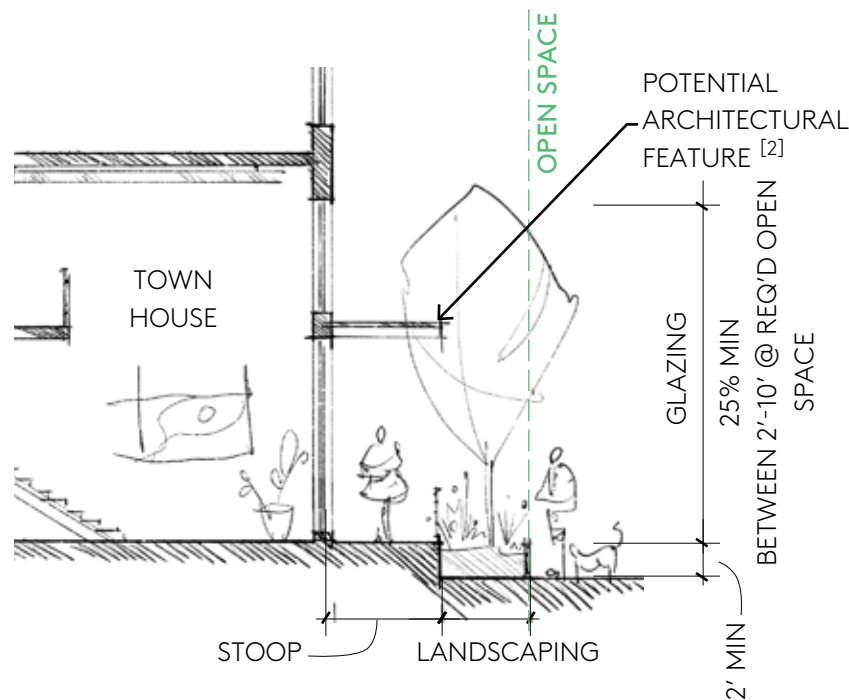 OPEN SPACE
POTENTIAL
ARCHITECTURAL
FEATURE [2]
TOWN
HOUSE
GLAZING
25% MIN
BETWEEN 2'-10' @ REQ'D OPEN
SPACE
STOOP
LANDSCAPING
2' MIN